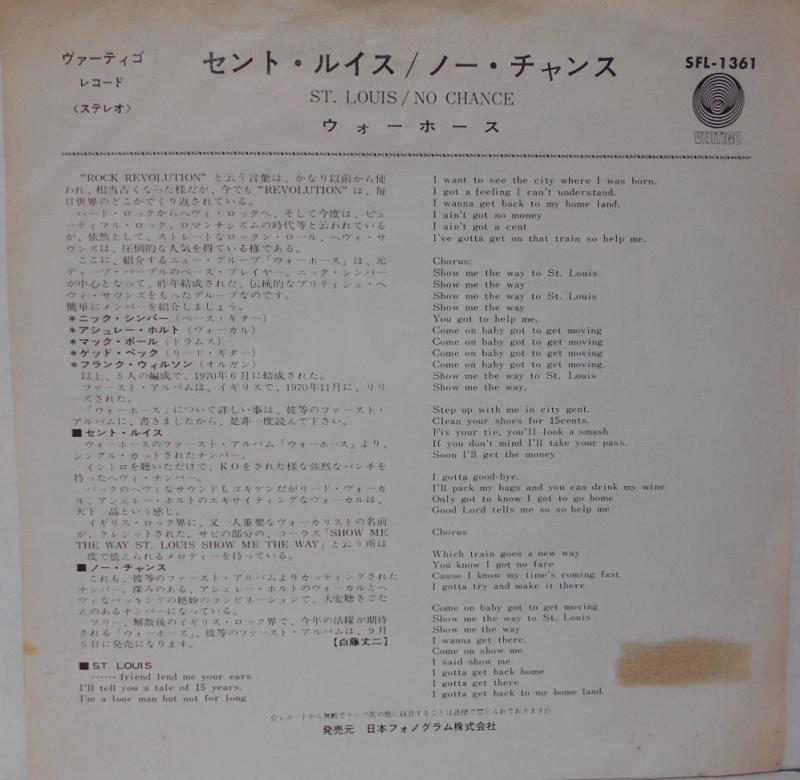 ヴァーティゴ
レコード
〈ステレオ〉
セント・ルイス/ノー・チャンス
ST. LOUIS/NO CHANCE
ウォーホース
SFL-1361
VERTIGO
“ROCK REVOLUTION”と云う言葉は、かなり以前から使
われ、相当古くなった様だが、今でも“REVOLUTION”は、毎
日世界のどこかでくり返されている。
ハード・ロックからヘヴィ・ロックへ、そして今度は、ビュ
ーティフル・ロック、ロマンチシズムの時代等と云われている
が、依然として、ストレートなロックン・ロール、ヘヴィ・サ
ウンズは、圧倒的な人気を得ている様である。
ここに、紹介するニュー・グループ「ウォーホース」は、元
ディープ・パープルのベース・プレイヤー、ニック・シンパー
が中心となって、昨年結成された、伝統的なブリティシュ・ヘ
ヴィ・サウンズをもったグループなのです。
簡単にメンバーを紹介しましょう。
*ニック・シンパー(ベース・ギター)
*アシュレー・ホルト(ヴォーカル)
*マック・ポール(ドラムス)
*ゲッド・ペック(リード・ギター)
*フランク・ウィルソン(オルガン)
以上、5人の編成で、1970年6月に結成された。
ファースト・アルバムは、イギリスで、1970年11月に、リリ
ーズされた。
「ウォーホース」について詳しい事は、彼等のファースト・
アルバムに、書きましたから、是非一度読んで下さい。
■セント・ルイス
ウォーホースのファースト・アルバム「ウォーホース」より、
シングル・カットされたナンバー。
イントロを聴いただけで、KOをされた様な強烈なパンチを
持ったヘヴィ・ナンバー。
バックのヘヴィなサウンドもゴキゲンだがリード・ヴォーカ
ル、アシュレー・ホルトのエキサイティングなヴォーカルは、
天下一品という感じ。
イギリス・ロック界に、又一人重要なヴォーカリストの名前
が、クレジットされた。サビの部分の、コーラス「SHOW ME
THE WAY ST. LOUIS SHOW ME THE WAY」と云う所は
度で憶えられるメロディーを持っている。
■ノー・チャンス
これも、彼等のファースト・アルバムよりカッティングされた
ナンバー。深みのある、アシュレー・ホルトのヴォーカルとヘ
ヴィなバッキングの絶妙のコンビネーションで、大変聴きごた
えのあるナンバーになっている。
フリー、解散後のイギリス・ロック界で、今年の活躍が期待
される「ウォーホース」、彼等のファースト・アルバムは、9月
5日に発売になります。【白藤丈二】
■ST. LOUIS
……friend lend me your ears
I'll tell you a tale of 15 years.
I'm a lone man but not for long
I want to see the city where I was born.
I got a feeling I can't understand.
I wanna get back to my home land.
I ain't got no money
I ain't got a cent
I've gotta get on that train so help me.
Chorus:
Show me the way to St. Louis
Show me the way
Show me the way to St. Louis
Show me the way
You got to help me.
Come on baby got to get moving
Come on baby got to get moving
Come on baby got to get moving
Come on baby got to get moving.
Show me the way to St. Louis
Show me the way.
Step up with me in city gent.
Clean your shoes for 15cents.
Fix your tie, you'll look a smash
If you don't mind I'll take your pass.
Soon I'll get the money
I gotta good-bye.
I'll pack my bags and you can drink my wine
Only got to know I got to go home
Good Lord tells me so so help me
Chorus
Which train goes a new way
You know I got no fare
Cause I know my time's coming fast
I gotta try and make it there
Come on baby got to get moving
Show me the way to St. Louis
Show me the way
I wanna get there.
Come on show me
I said show me
I gotta get back home
I gotta get there
I gotta get back to my home land.
☆レコードから無断でテープ其の他に録音することは法律で禁じられております☆
発売元 日本フォノグラム株式会社